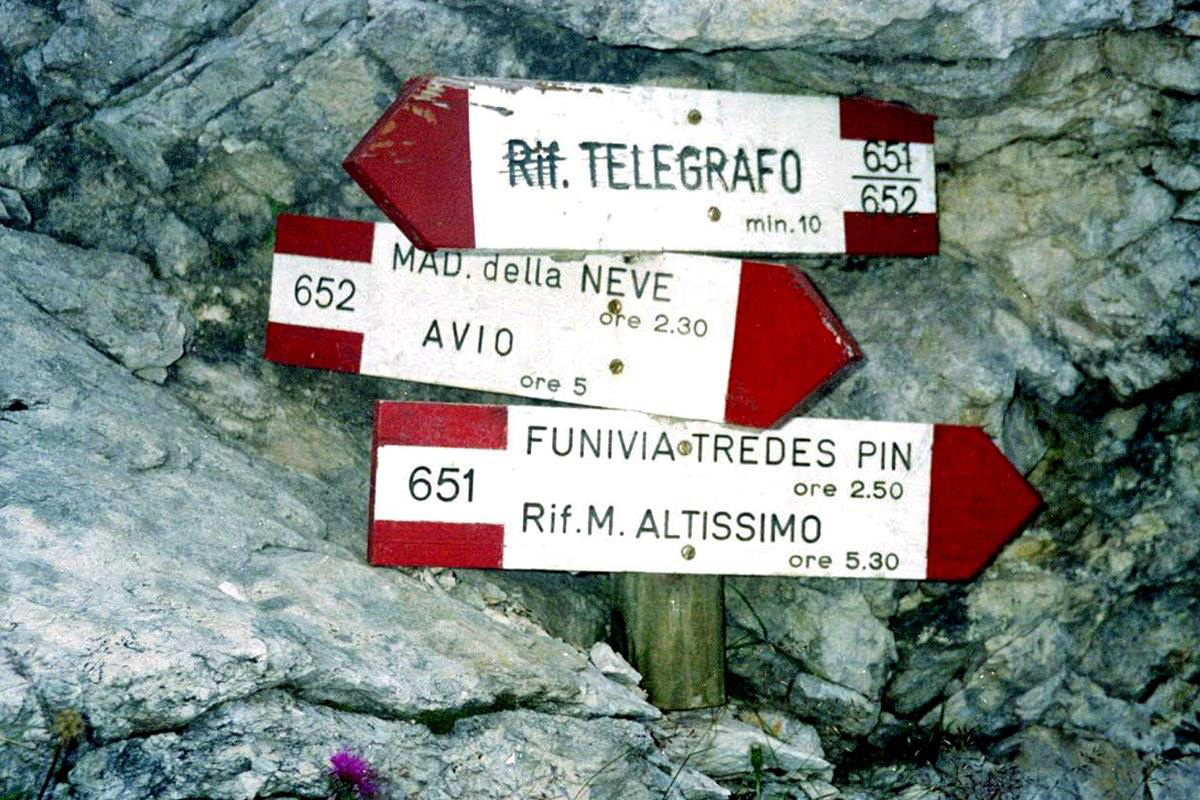 Rif. TELEGRAFO
min.10
651
652
652
MAD. della NEVE
ore 2.30
AVIO
ore 5
651
FUNIVIA TREDES PIN
ore 2.50
Rif.M. ALTISSIMO
ore 5.30